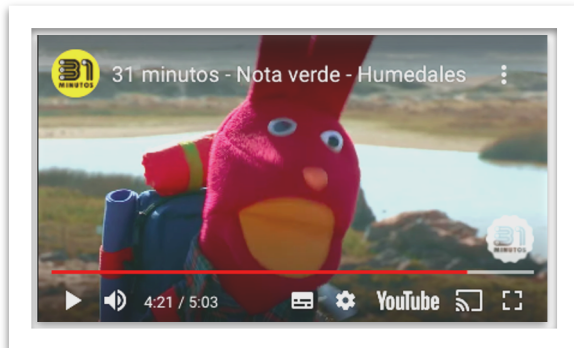 31
MINUTOS
31 minutos - Nota verde - Humedales
31
MINUTOS
4:21 / 5:03
YouTube